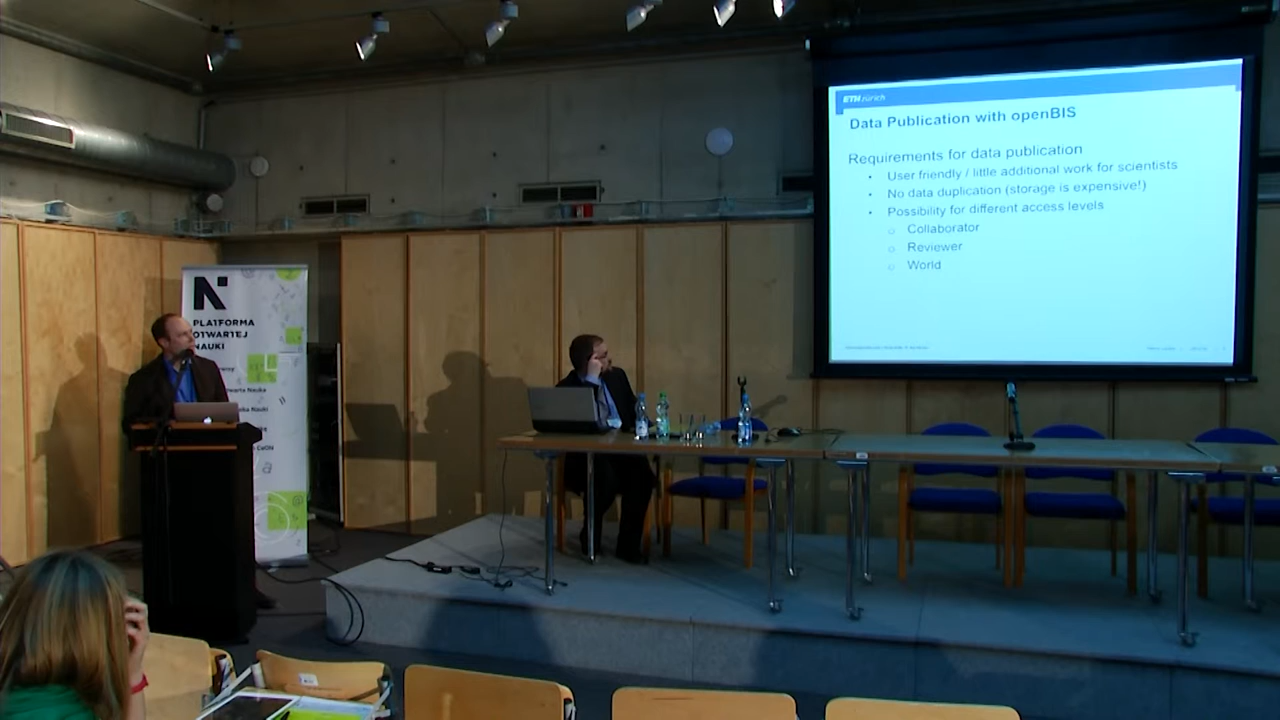 ETH zürich
Data Publication with openBIS
Requirements for data publication
• User friendly / little additional work for scientists
• No data duplication (storage is expensive!)
• Possibility for different access levels
o Collaborator
o Reviewer
o World
N
PLATFORMA
OTWARTEJ
NAUKI